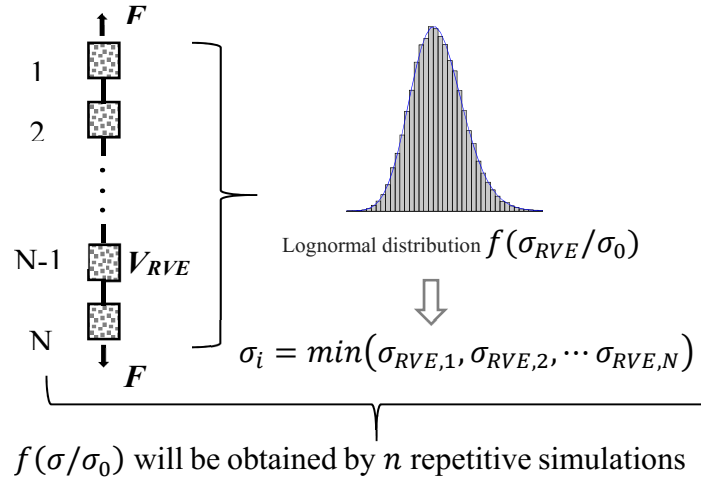 F
1
2
N-1
V_RVE
N
F
Lognormal distribution f(σ_RVE/σ_0)
σ_i = min(σ_RVE,1, σ_RVE,2, ⋯ σ_RVE,N)
f(σ/σ_0) will be obtained by n repetitive simulations